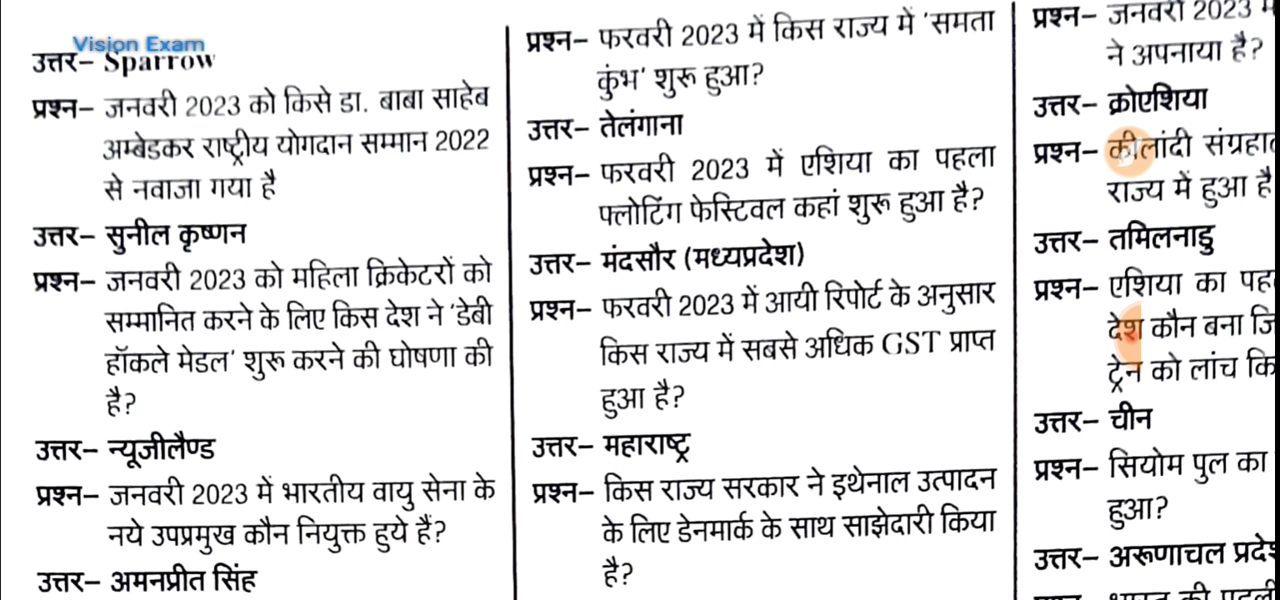 Vision Exam
उत्तर– Sparrow
प्रश्न– जनवरी 2023 को किसे डा. बाबा साहेब
अम्बेडकर राष्ट्रीय योगदान सम्मान 2022
से नवाजा गया है
उत्तर– सुनील कृष्णन
प्रश्न– जनवरी 2023 को महिला क्रिकेटरों को
सम्मानित करने के लिए किस देश ने 'डेबी
हॉकले मेडल' शुरू करने की घोषणा की
है?
उत्तर– न्यूजीलैण्ड
प्रश्न– जनवरी 2023 में भारतीय वायु सेना के
नये उपप्रमुख कौन नियुक्त हुये हैं?
उत्तर– अमनप्रीत सिंह
प्रश्न– फरवरी 2023 में किस राज्य में 'समता
कुंभ' शुरू हुआ?
उत्तर– तेलंगाना
प्रश्न– फरवरी 2023 में एशिया का पहला
फ्लोटिंग फेस्टिवल कहां शुरू हुआ है?
उत्तर– मंदसौर (मध्यप्रदेश)
प्रश्न– फरवरी 2023 में आयी रिपोर्ट के अनुसार
किस राज्य में सबसे अधिक GST प्राप्त
हुआ है?
उत्तर– महाराष्ट्र
प्रश्न– किस राज्य सरकार ने इथेनाल उत्पादन
के लिए डेनमार्क के साथ साझेदारी किया
है?
प्रश्न– जनवरी 2023
ने अपनाया है?
उत्तर– क्रोएशिया
प्रश्न– कीलांदी
राज्य में हुआ है
उत्तर– तमिलनाडु
प्रश्न– एशिया का
देश कौन बना
ट्रेन को लांच
उत्तर– चीन
प्रश्न– सियोम पुल का
हुआ?
उत्तर– अरूणाचल
भारत की